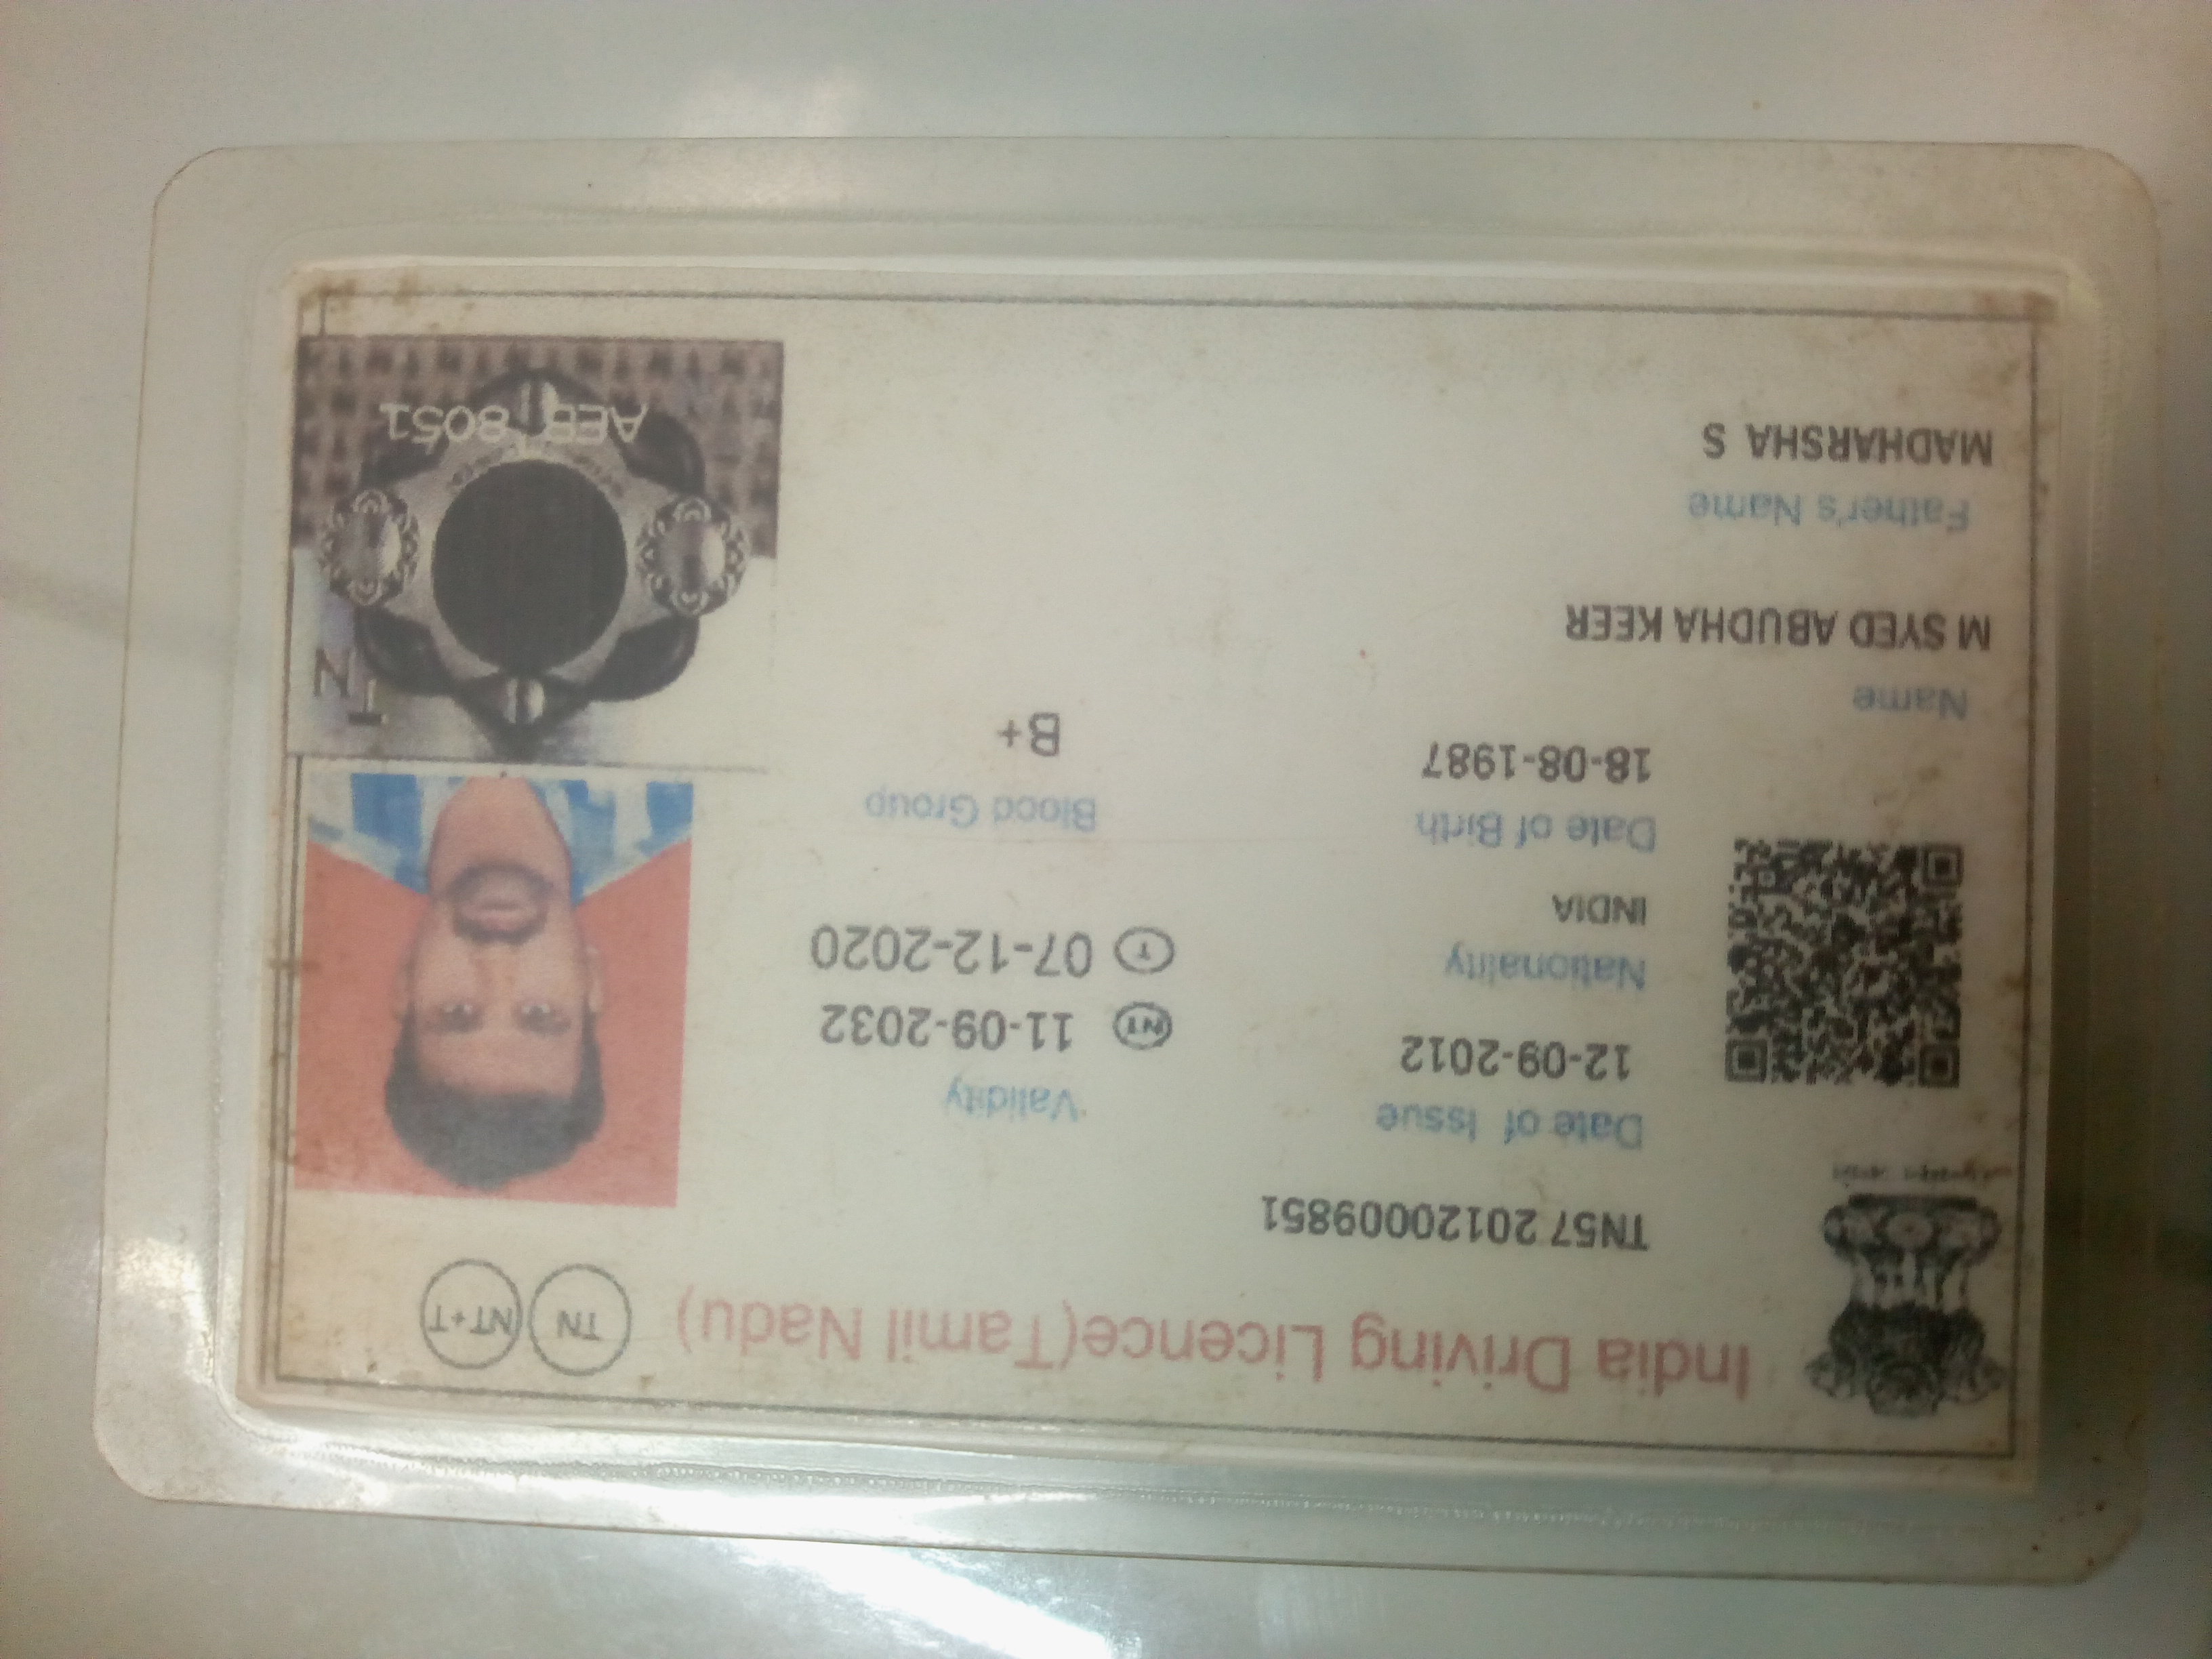 India Driving Licence(Tamil Nadu)
TN
NT+T
TN57 20120009851
Date of Issue
12-09-2012
Validity
NT 11-09-2032
T 07-12-2020
Nationality
INDIA
Date of Birth
18-08-1987
Blood Group
B+
Name
M SYED ABUDHA KEER
Father's Name
MADHARSHA S
TN
AEB 8051